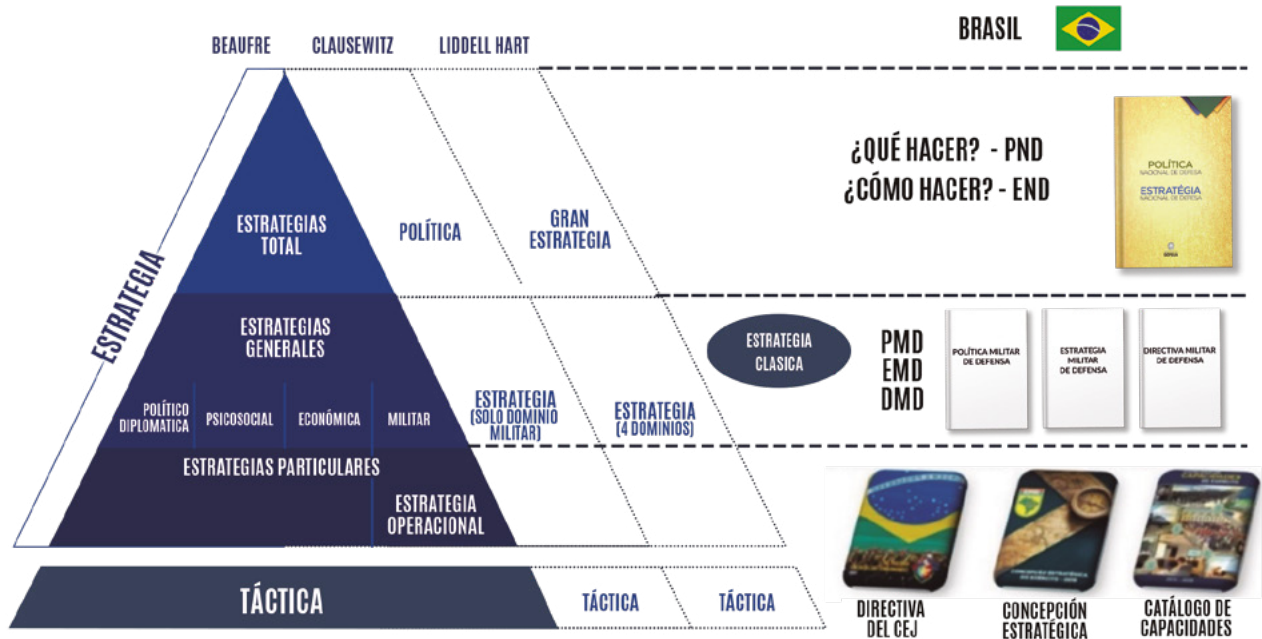 BEAUFRE
CLAUSEWITZ
LIDDELL HART
BRASIL
ESTRATEGIA
ESTRATEGIAS
TOTAL
POLÍTICA
GRAN
ESTRATEGIA
¿QUÉ HACER? - PND
¿CÓMO HACER? - END
POLÍTICA
NACIONAL DE DEFESA
ESTRATÉGIA
NACIONAL DE DEFESA
ESTRATEGIAS
GENERALES
POLÍTICO
DIPLOMATICA
PSICOSOCIAL
ECONÓMICA
MILITAR
ESTRATEGIA
(SOLO DOMINIO
MILITAR)
ESTRATEGIA
(4 DOMINIOS)
ESTRATEGIA
CLASICA
PMD
EMD
DMD
POLÍTICA MILITAR
DE DEFENSA
ESTRATEGIA
MILITAR
DE DEFENSA
DIRECTIVA MILITAR
DE DEFENSA
ESTRATEGIAS PARTICULARES
ESTRATEGIA
OPERACIONAL
TÁCTICA
TÁCTICA
TÁCTICA
CONCEPÇÃO ESTRATÉGICA
DIRECTIVA
DEL CEJ
CONCEPCIÓN
ESTRATÉGICA
CATÁLOGO DE
CAPACIDADES